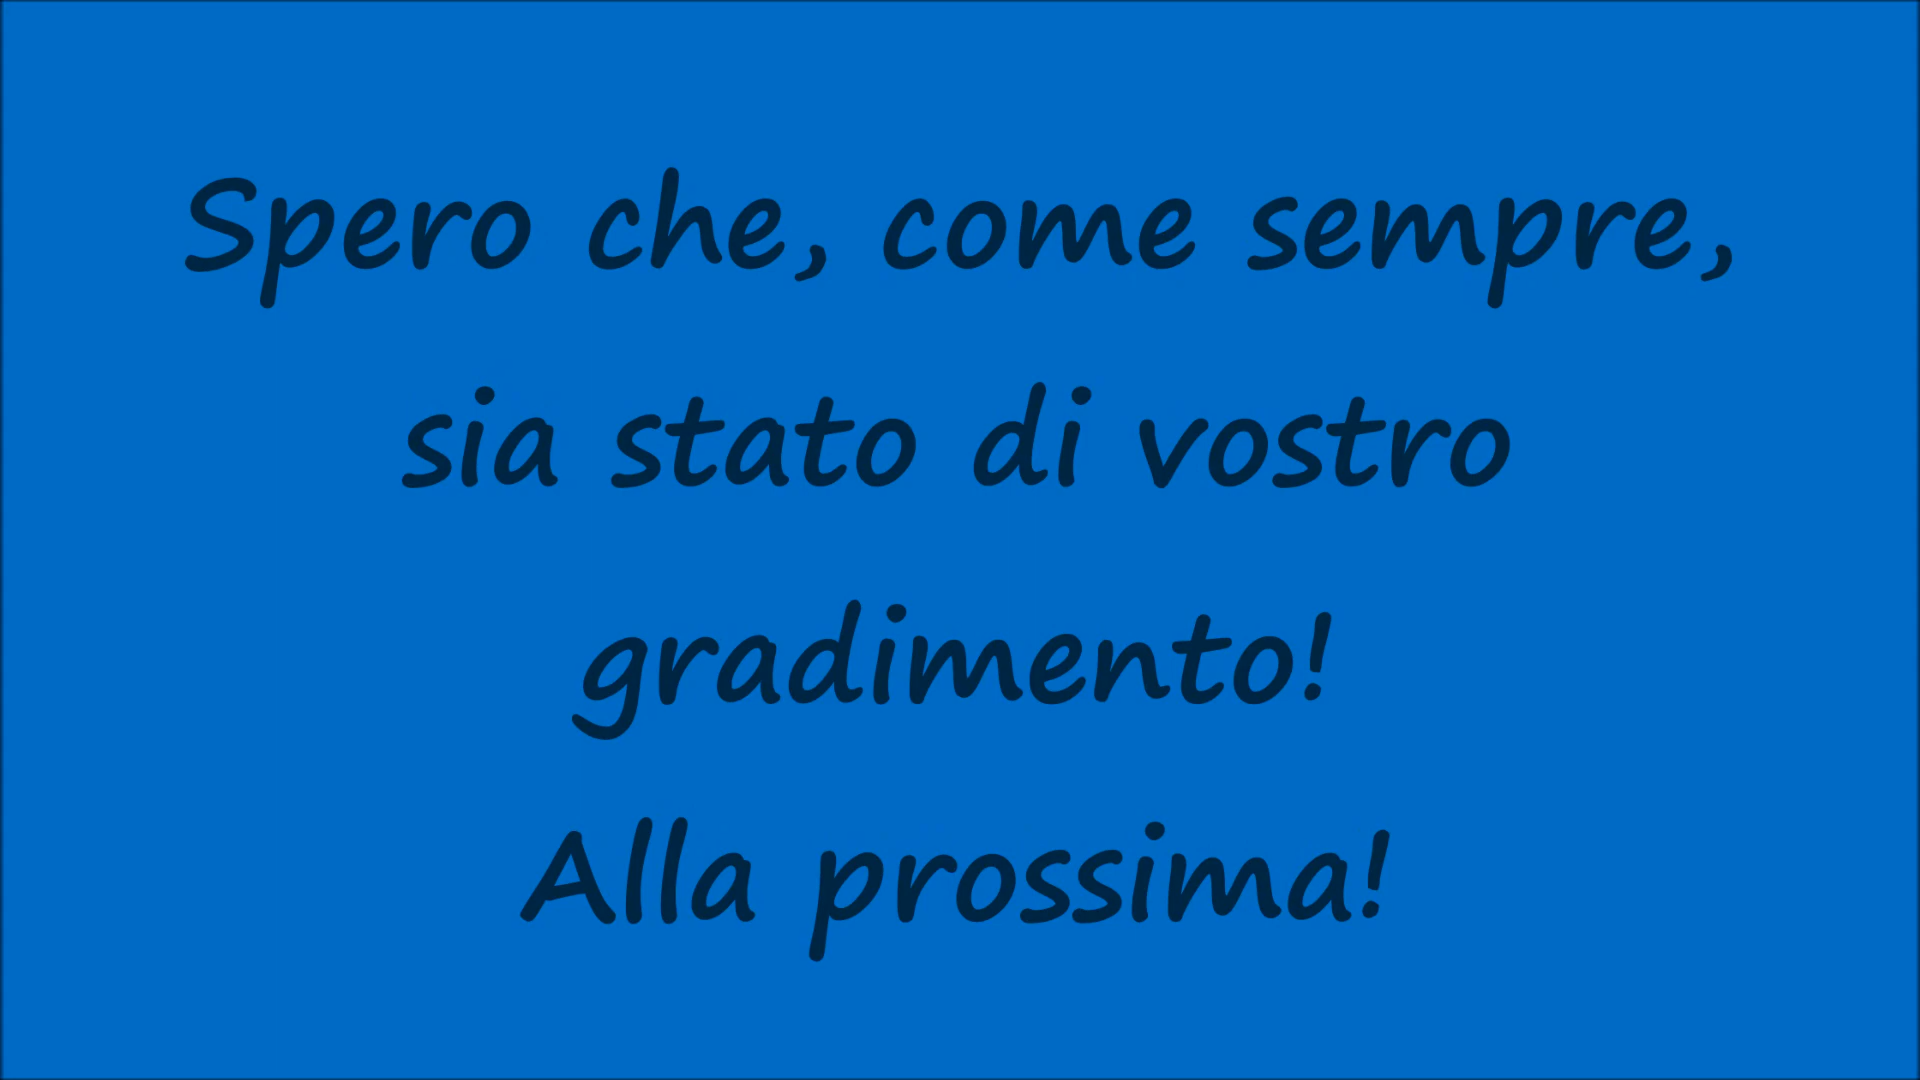 Spero che, come sempre,
sia stato di vostro
gradimento!
Alla prossima!